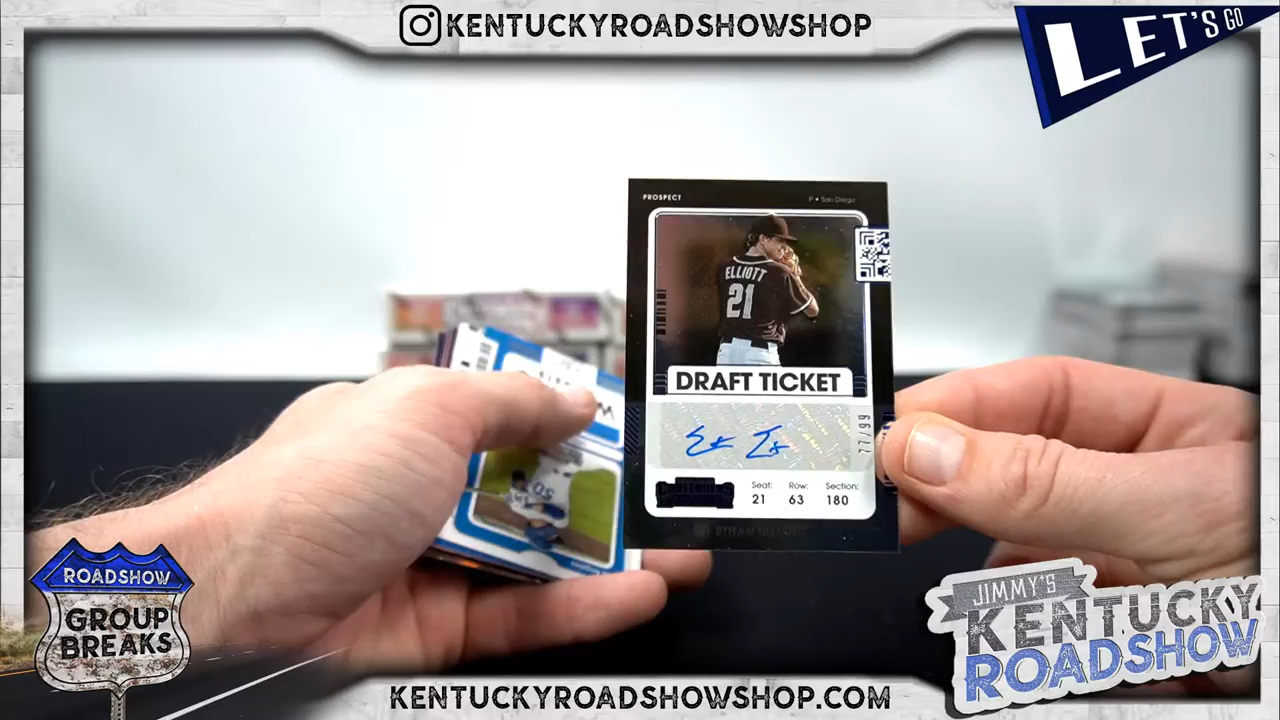 KENTUCKYROADSHOWSHOP
LET'S GO
PROSPECT
P • San Diego
ELLIOTT
21
DRAFT TICKET
77/99
Seat: Row: Section:
21 63 180
ROADSHOW
GROUP
BREAKS
JIMMY'S
KENTUCKY
ROADSHOW
KENTUCKYROADSHOWSHOP.COM